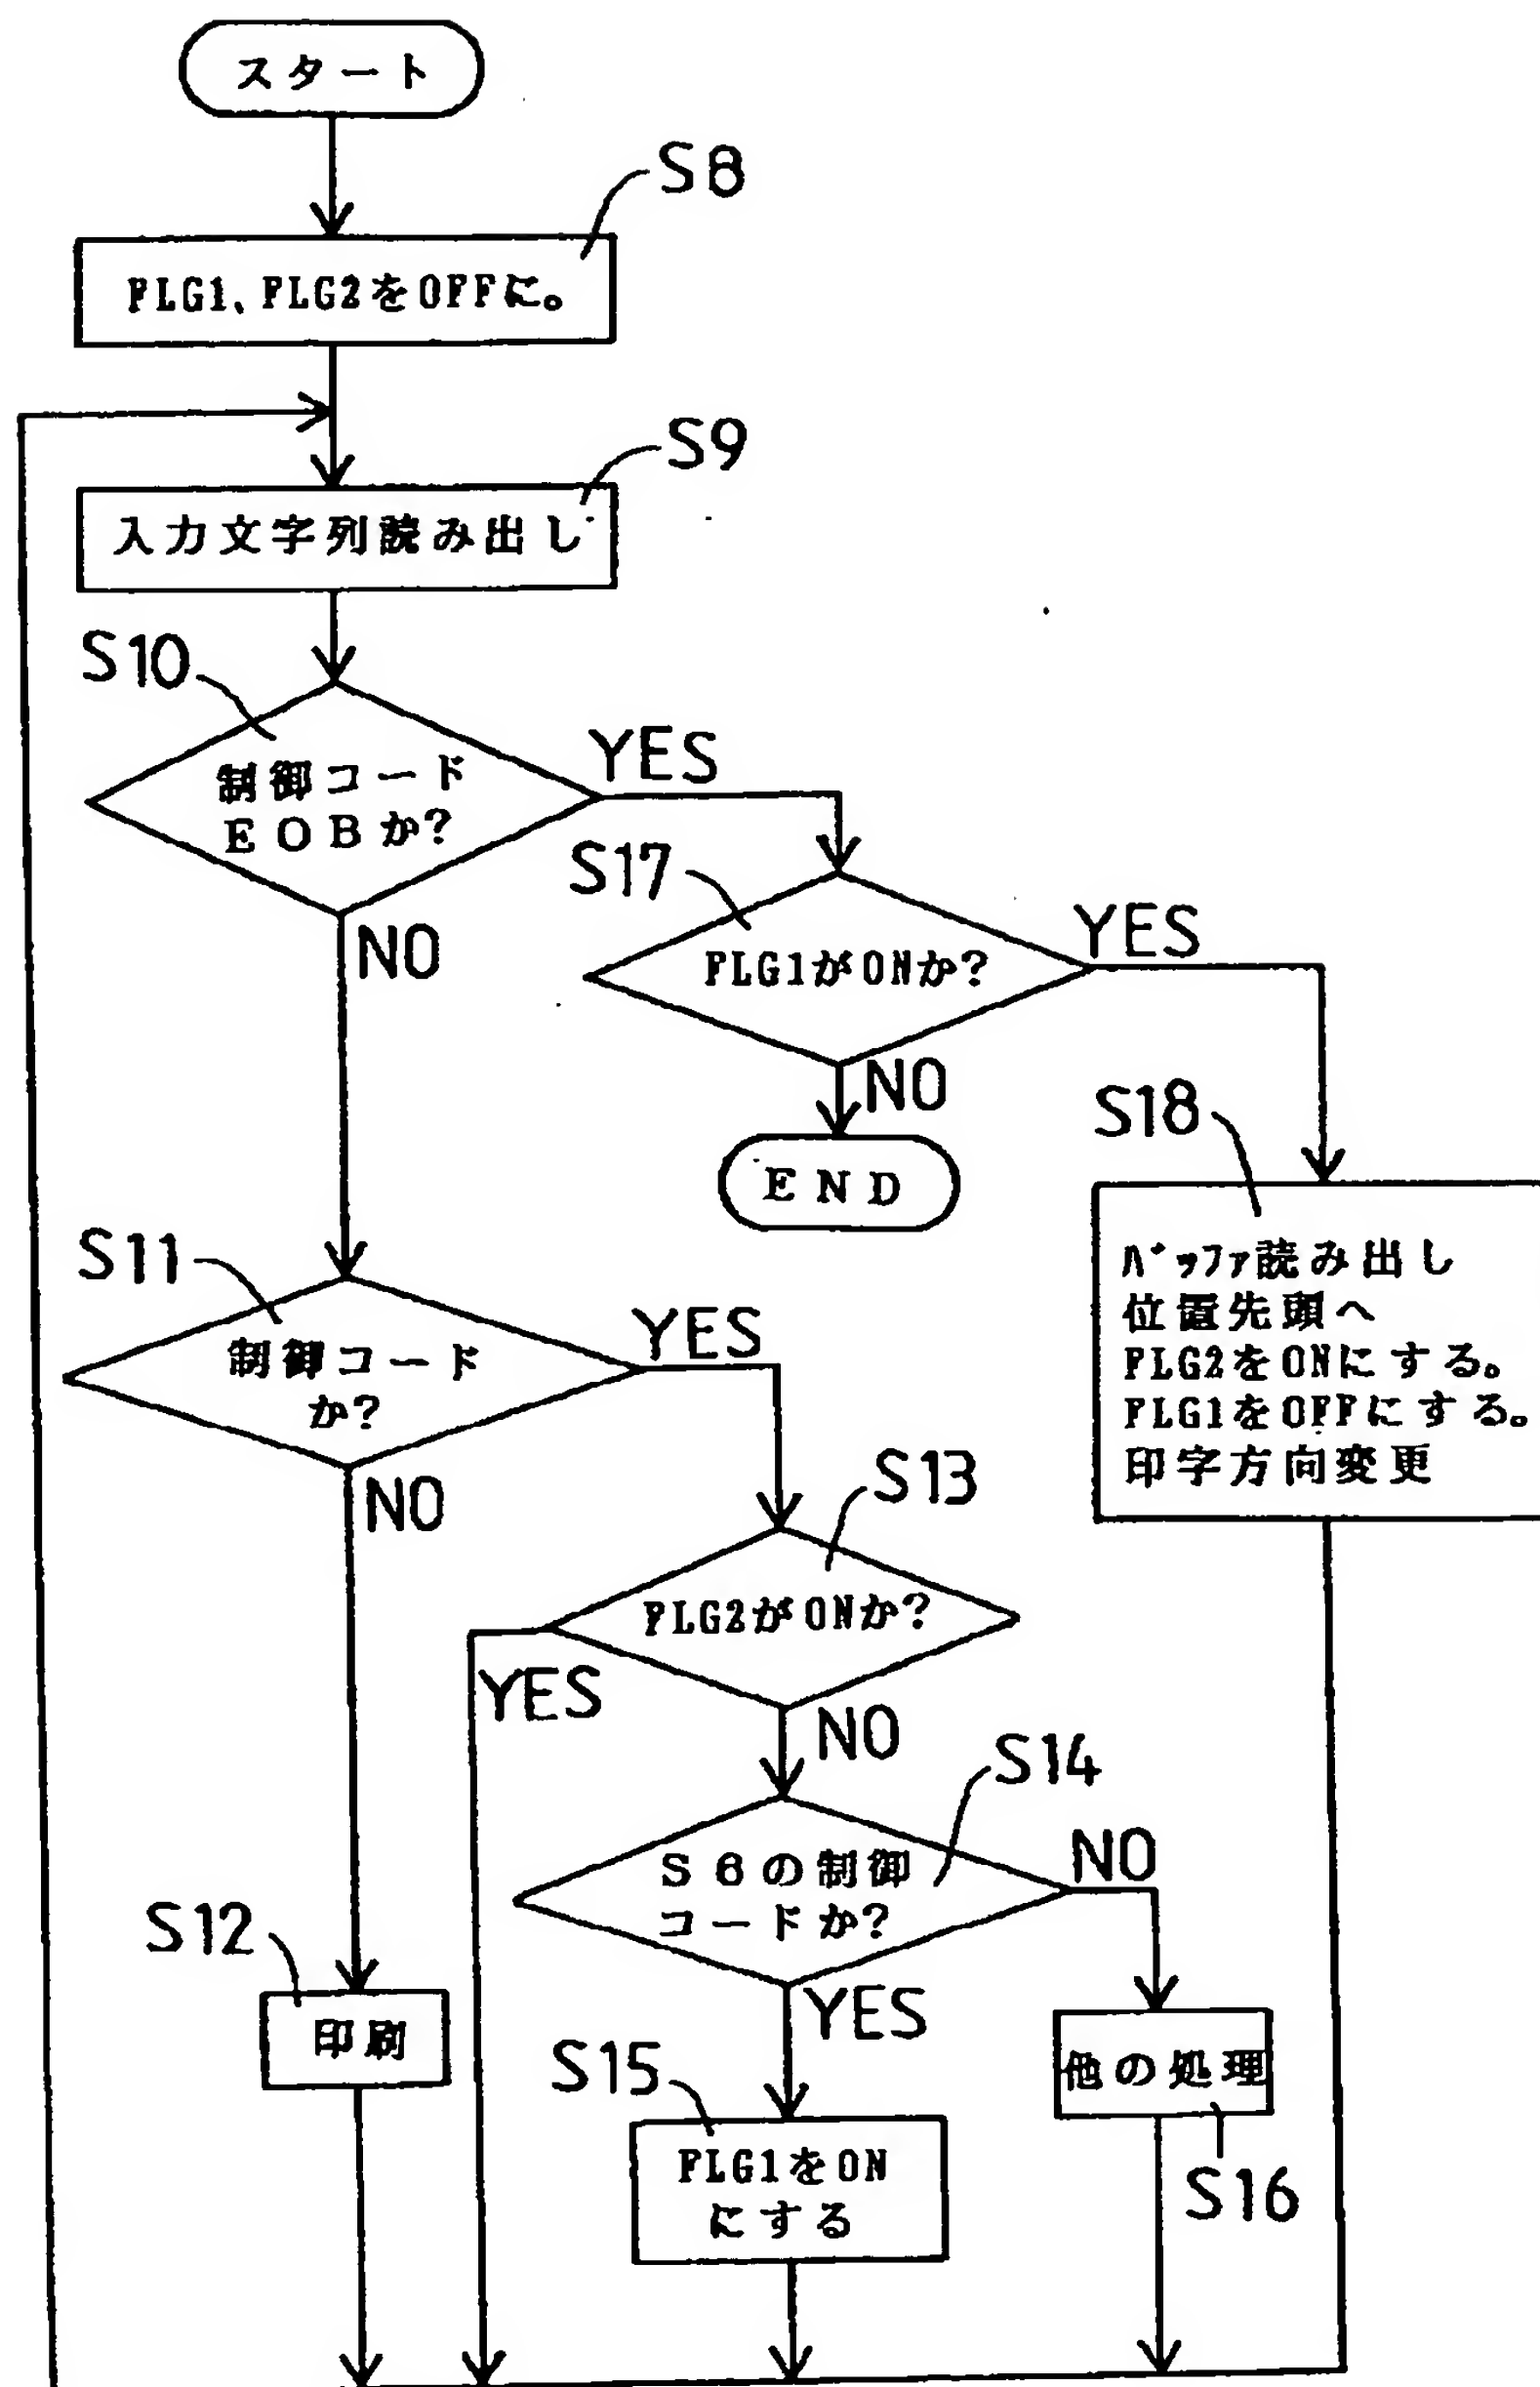 スタート
S8
FLG1、FLG2をOFFに。
S9
入力文字列読み出し
S10
制御コード
EOBか?
YES
NO
S17
FLG1がONか?
YES
NO
END
S18
バッファ読み出し
位置先頭へ
FLG2をONにする。
FLG1をOFFにする。
印字方向変更
S11
制御コード
か?
YES
NO
S13
FLG2がONか?
YES
NO
S14
S6の制御
コードか?
NO
YES
S12
印刷
S15
FLG1をON
にする
他の処理
S16